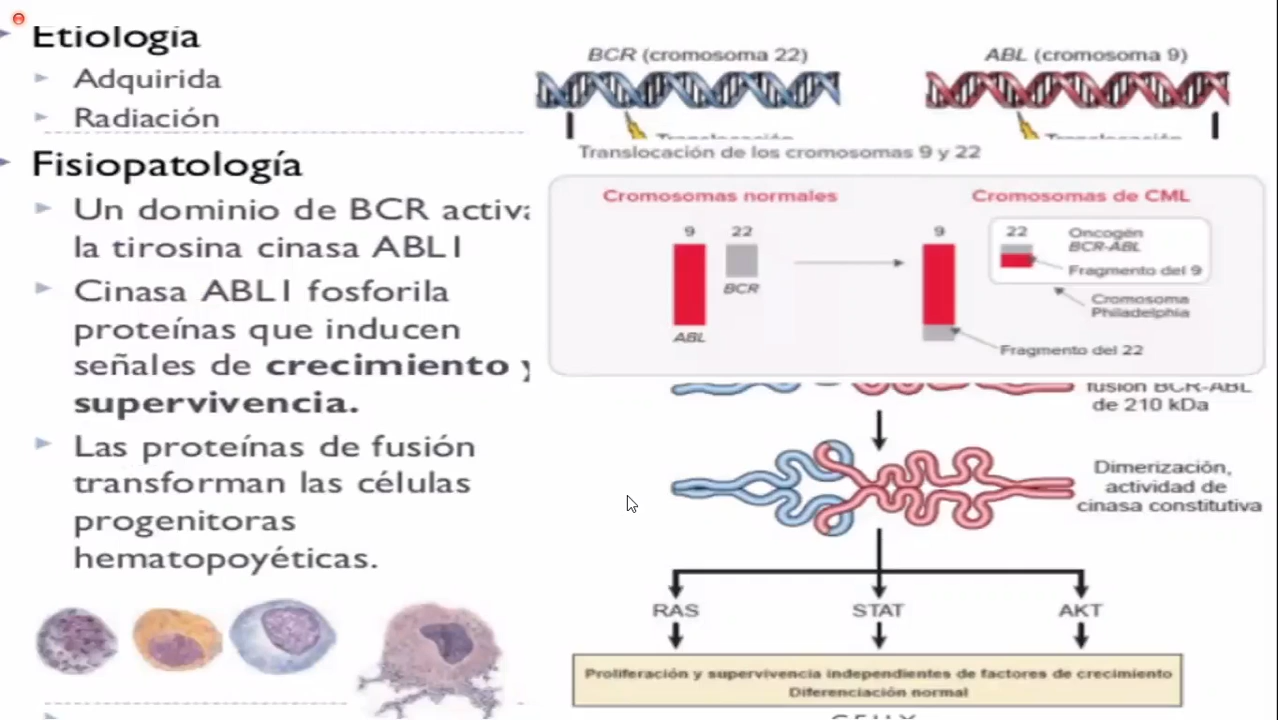 Etiología
Adquirida
Radiación
Fisiopatología
Un dominio de BCR activa
la tirosina cinasa ABL1
Cinasa ABL1 fosforila
proteínas que inducen
señales de crecimiento y
supervivencia.
Las proteínas de fusión
transforman las células
progenitoras
hematopoyéticas.
BCR (cromosoma 22)
ABL (cromosoma 9)
Translocación
Translocación
Translocación de los cromosomas 9 y 22
Cromosomas normales
Cromosomas de CML
9
22
BCR
ABL
9
22
Oncogén
BCR-ABL
Fragmento del 9
Cromosoma
Philadelphia
Fragmento del 22
fusión BCR-ABL
de 210 kDa
Dimerización,
actividad de
cinasa constitutiva
RAS
STAT
AKT
Proliferación y supervivencia independientes de factores de crecimiento
Diferenciación normal